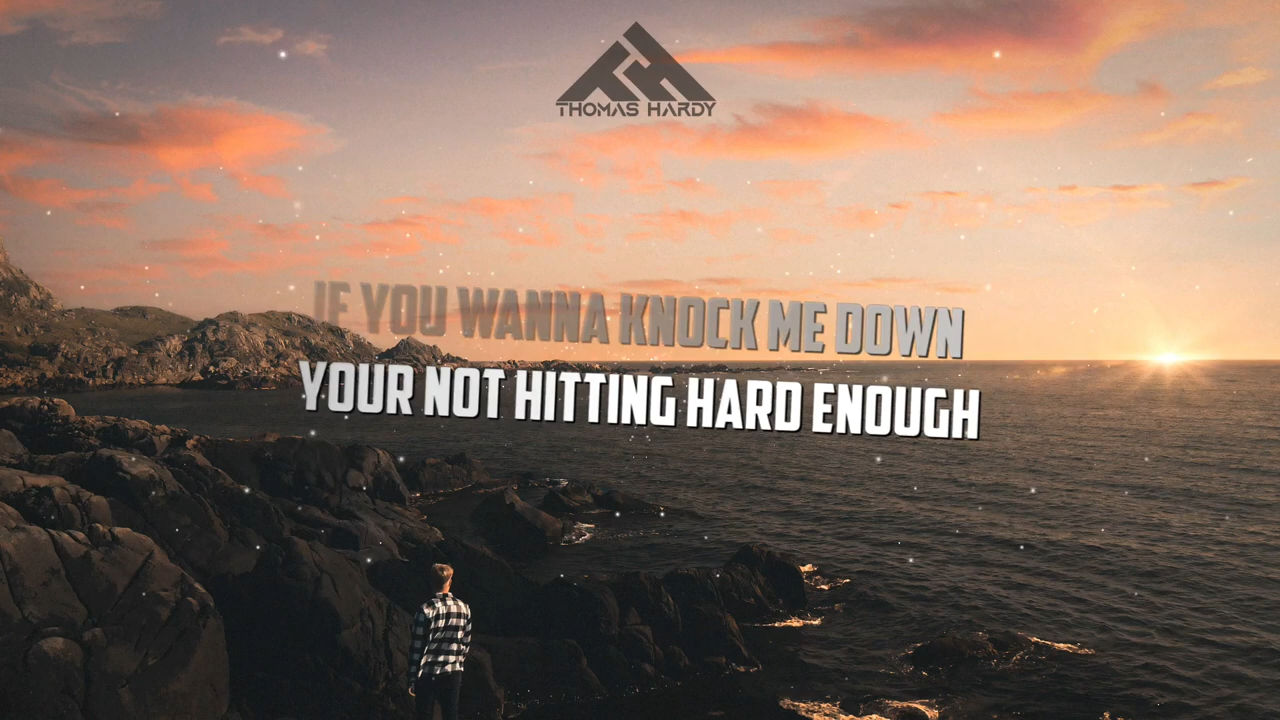 THOMAS HARDY
IF YOU WANNA KNOCK ME DOWN
YOUR NOT HITTING HARD ENOUGH